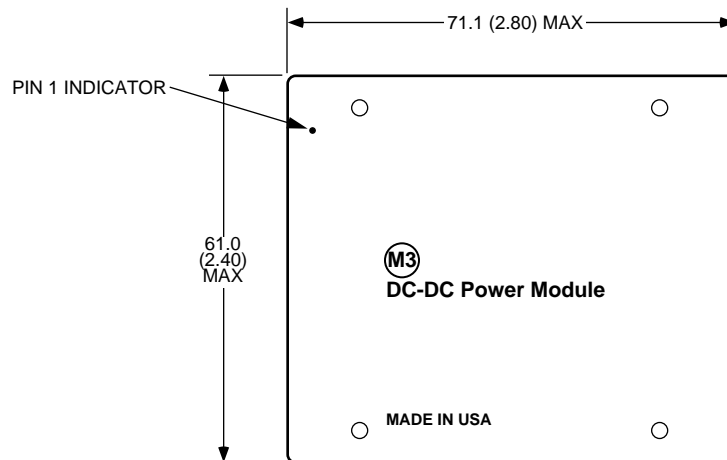 71.1 (2.80) MAX
PIN 1 INDICATOR
61.0
(2.40)
MAX
M3
DC-DC Power Module
MADE IN USA